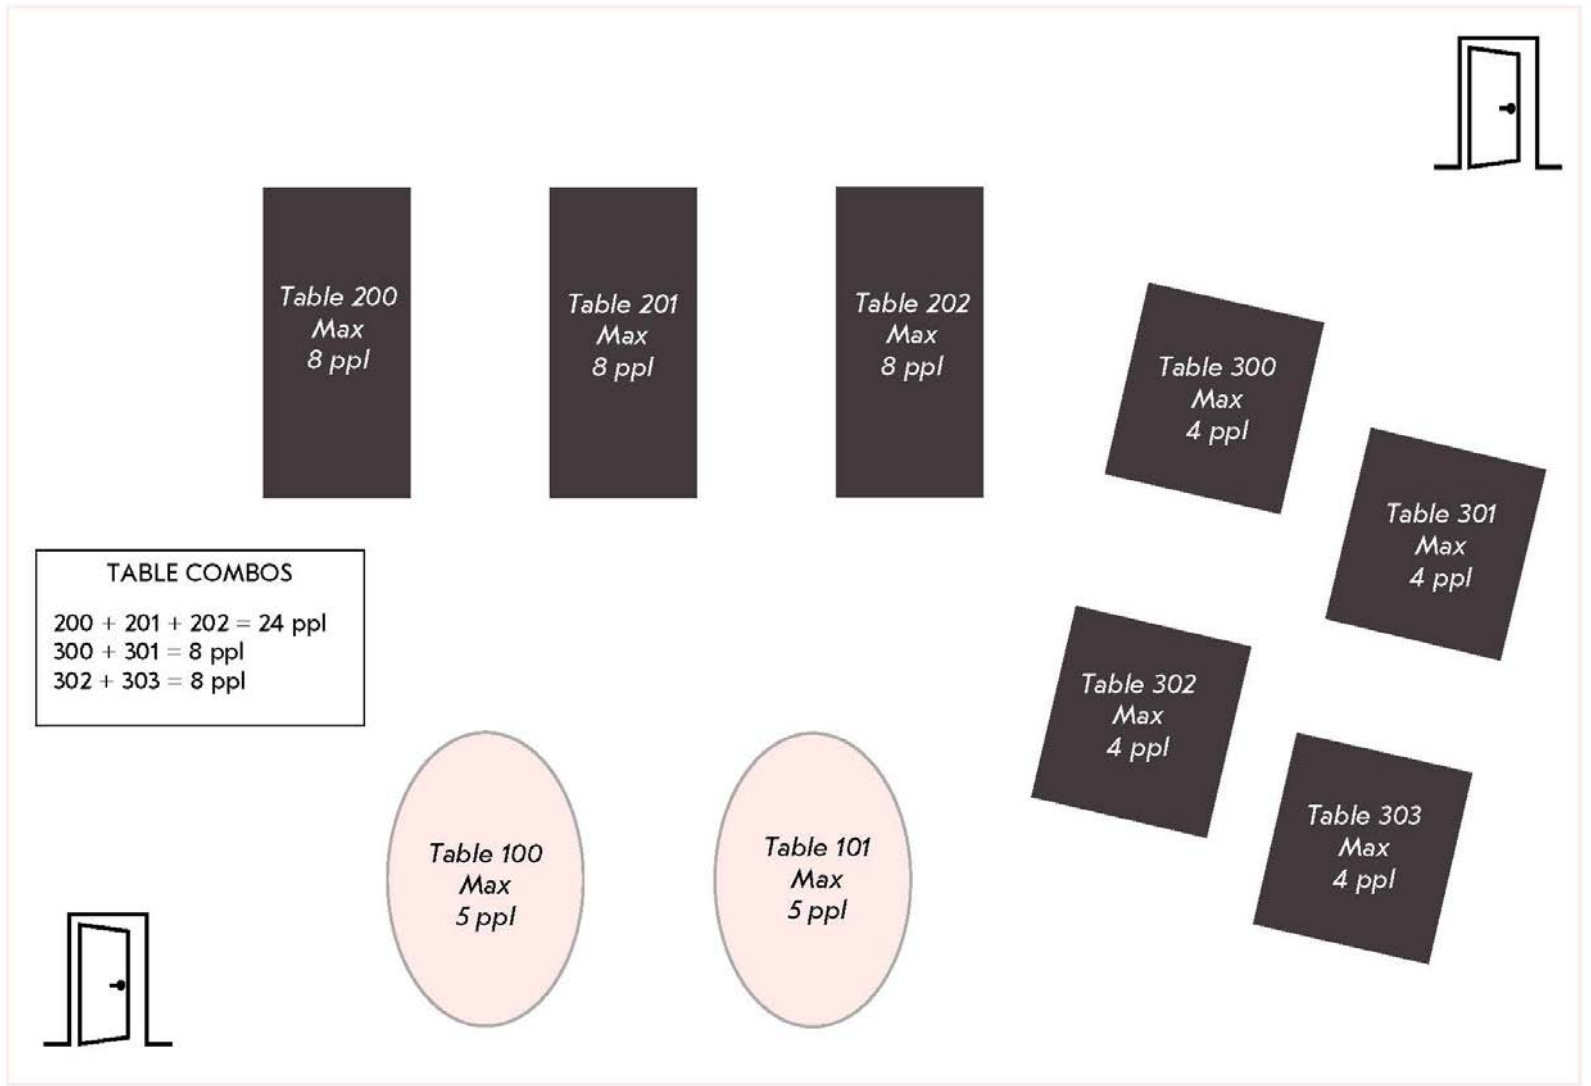 Table 200
Max
8 ppl
Table 201
Max
8 ppl
Table 202
Max
8 ppl
Table 300
Max
4 ppl
Table 301
Max
4 ppl
TABLE COMBOS
200 + 201 + 202 = 24 ppl
300 + 301 = 8 ppl
302 + 303 = 8 ppl
Table 302
Max
4 ppl
Table 303
Max
4 ppl
Table 100
Max
5 ppl
Table 101
Max
5 ppl